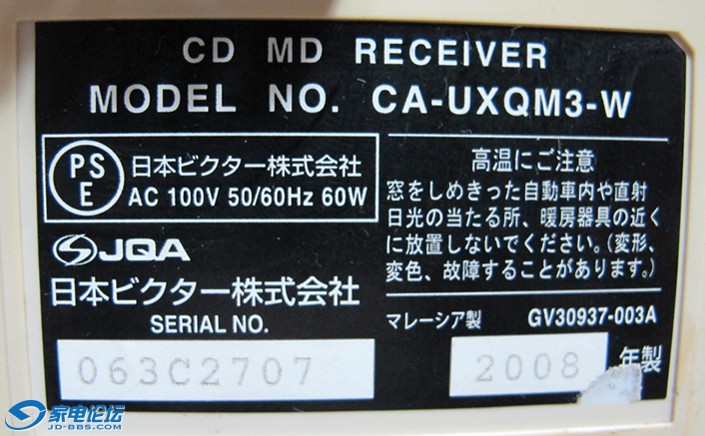 CD MD RECEIVER
MODEL NO. CA-UXQM3-W
PS
E
日本ビクター株式会社
AC 100V 50/60Hz 60W
JQA
日本ビクター株式会社
SERIAL NO.
063C2707
高温にご注意
窓をしめきった自動車内や直射
日光の当たる所、暖房器具の近く
に放置しないでください。(変形、
変色、故障することがあります。)
マレーシア製 GV30937-003A
2008 年製
家电论坛
JD-BBS.COM